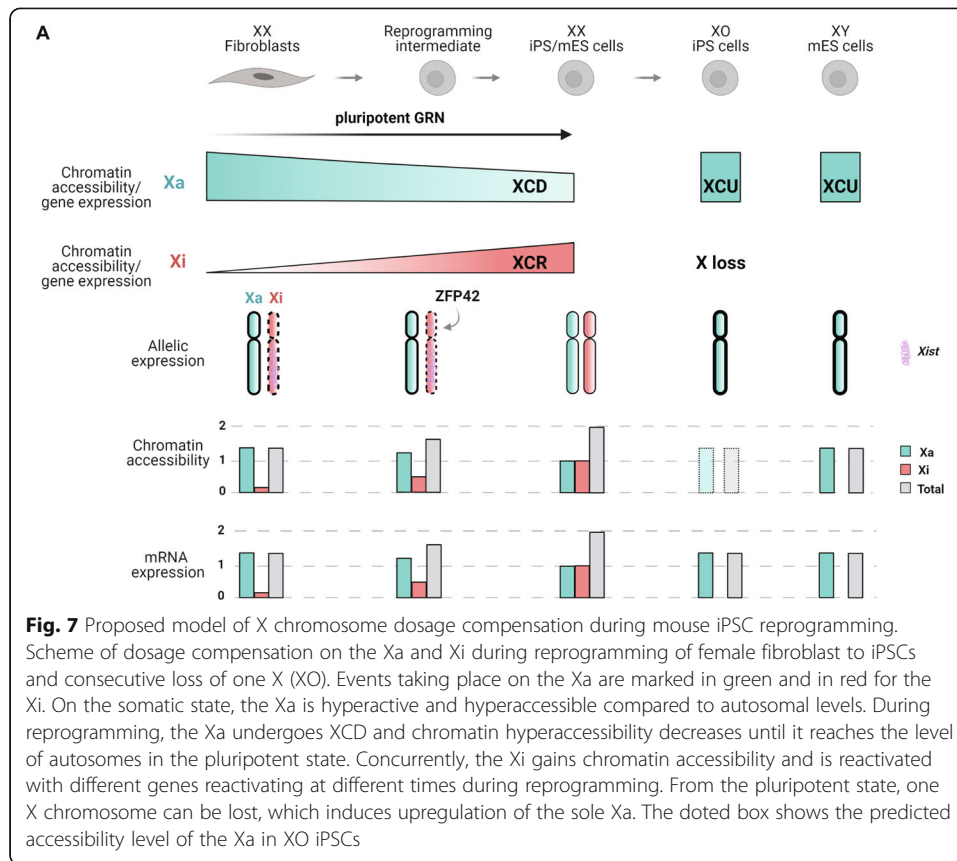 A
XX
Fibroblasts
Reprogramming
intermediate
XX
iPS/mES cells
XO
iPS cells
XY
mES cells
pluripotent GRN
Chromatin
accessibility/
gene expression
Xa
XCD
XCU
XCU
Chromatin
accessibility/
gene expression
Xi
XCR
X loss
Xa Xi
ZFP42
Allelic
expression
Xist
Chromatin
accessibility
2
1
0
Xa
Xi
Total
mRNA
expression
2
1
0
Fig. 7 Proposed model of X chromosome dosage compensation during mouse iPSC reprogramming.
Scheme of dosage compensation on the Xa and Xi during reprogramming of female fibroblast to iPSCs
and consecutive loss of one X (XO). Events taking place on the Xa are marked in green and in red for the
Xi. On the somatic state, the Xa is hyperactive and hyperaccessible compared to autosomal levels. During
reprogramming, the Xa undergoes XCD and chromatin hyperaccessibility decreases until it reaches the level
of autosomes in the pluripotent state. Concurrently, the Xi gains chromatin accessibility and is reactivated
with different genes reactivating at different times during reprogramming. From the pluripotent state, one
X chromosome can be lost, which induces upregulation of the sole Xa. The doted box shows the predicted
accessibility level of the Xa in XO iPSCs